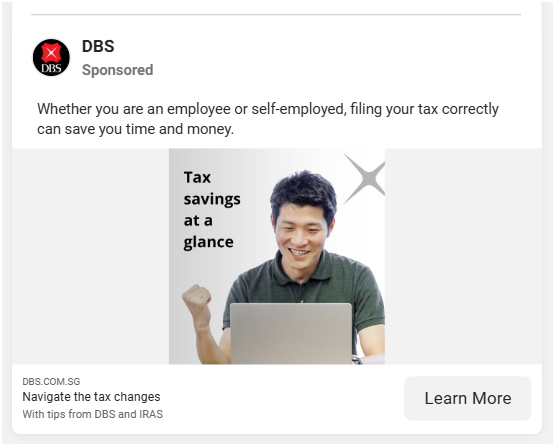 DBS
DBS
Sponsored
Whether you are an employee or self-employed, filing your tax correctly
can save you time and money.
Tax
savings
at a
glance
DBS.COM.SG
Navigate the tax changes
With tips from DBS and IRAS
Learn More